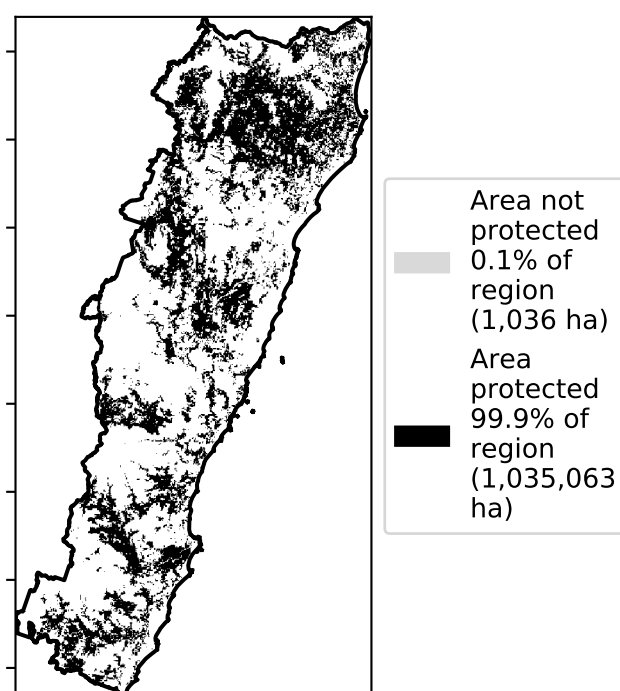 Area not
protected
0.1% of
region
(1,036 ha)
Area
protected
99.9% of
region
(1,035,063
ha)